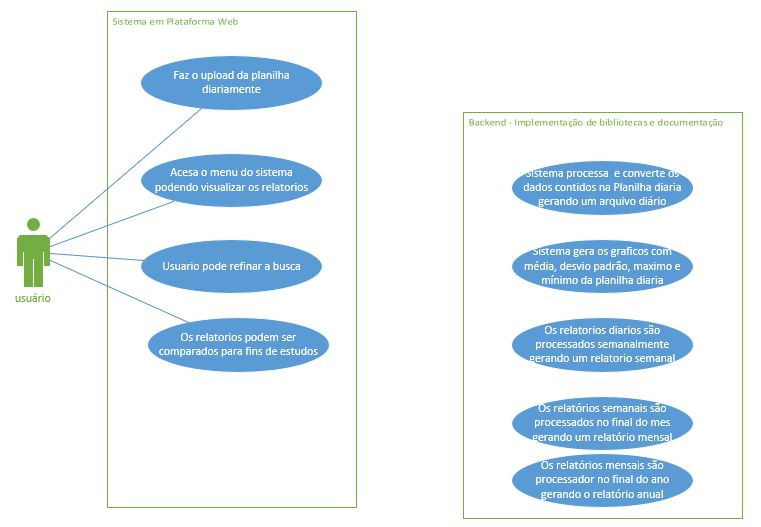 Sistema em Plataforma Web
Faz o upload da planilha
diariamente
Acesa o menu do sistema
podendo visualizar os relatorios
Usuario pode refinar a busca
Os relatorios podem ser
comparados para fins de estudos
usuário
Backend - Implementação de bibliotecas e documentação
Sistema processa e converte os
dados contidos na Planilha diaria
gerando um arquivo diário
Sistema gera os graficos com
média, desvio padrão, maximo e
mínimo da planilha diaria
Os relatorios diarios são
processados semanalmente
gerando um relatorio semanal
Os relatórios semanais são
processados no final do mes
gerando um relatório mensal
Os relatórios mensais são
processador no final do ano
gerando o relatório anual